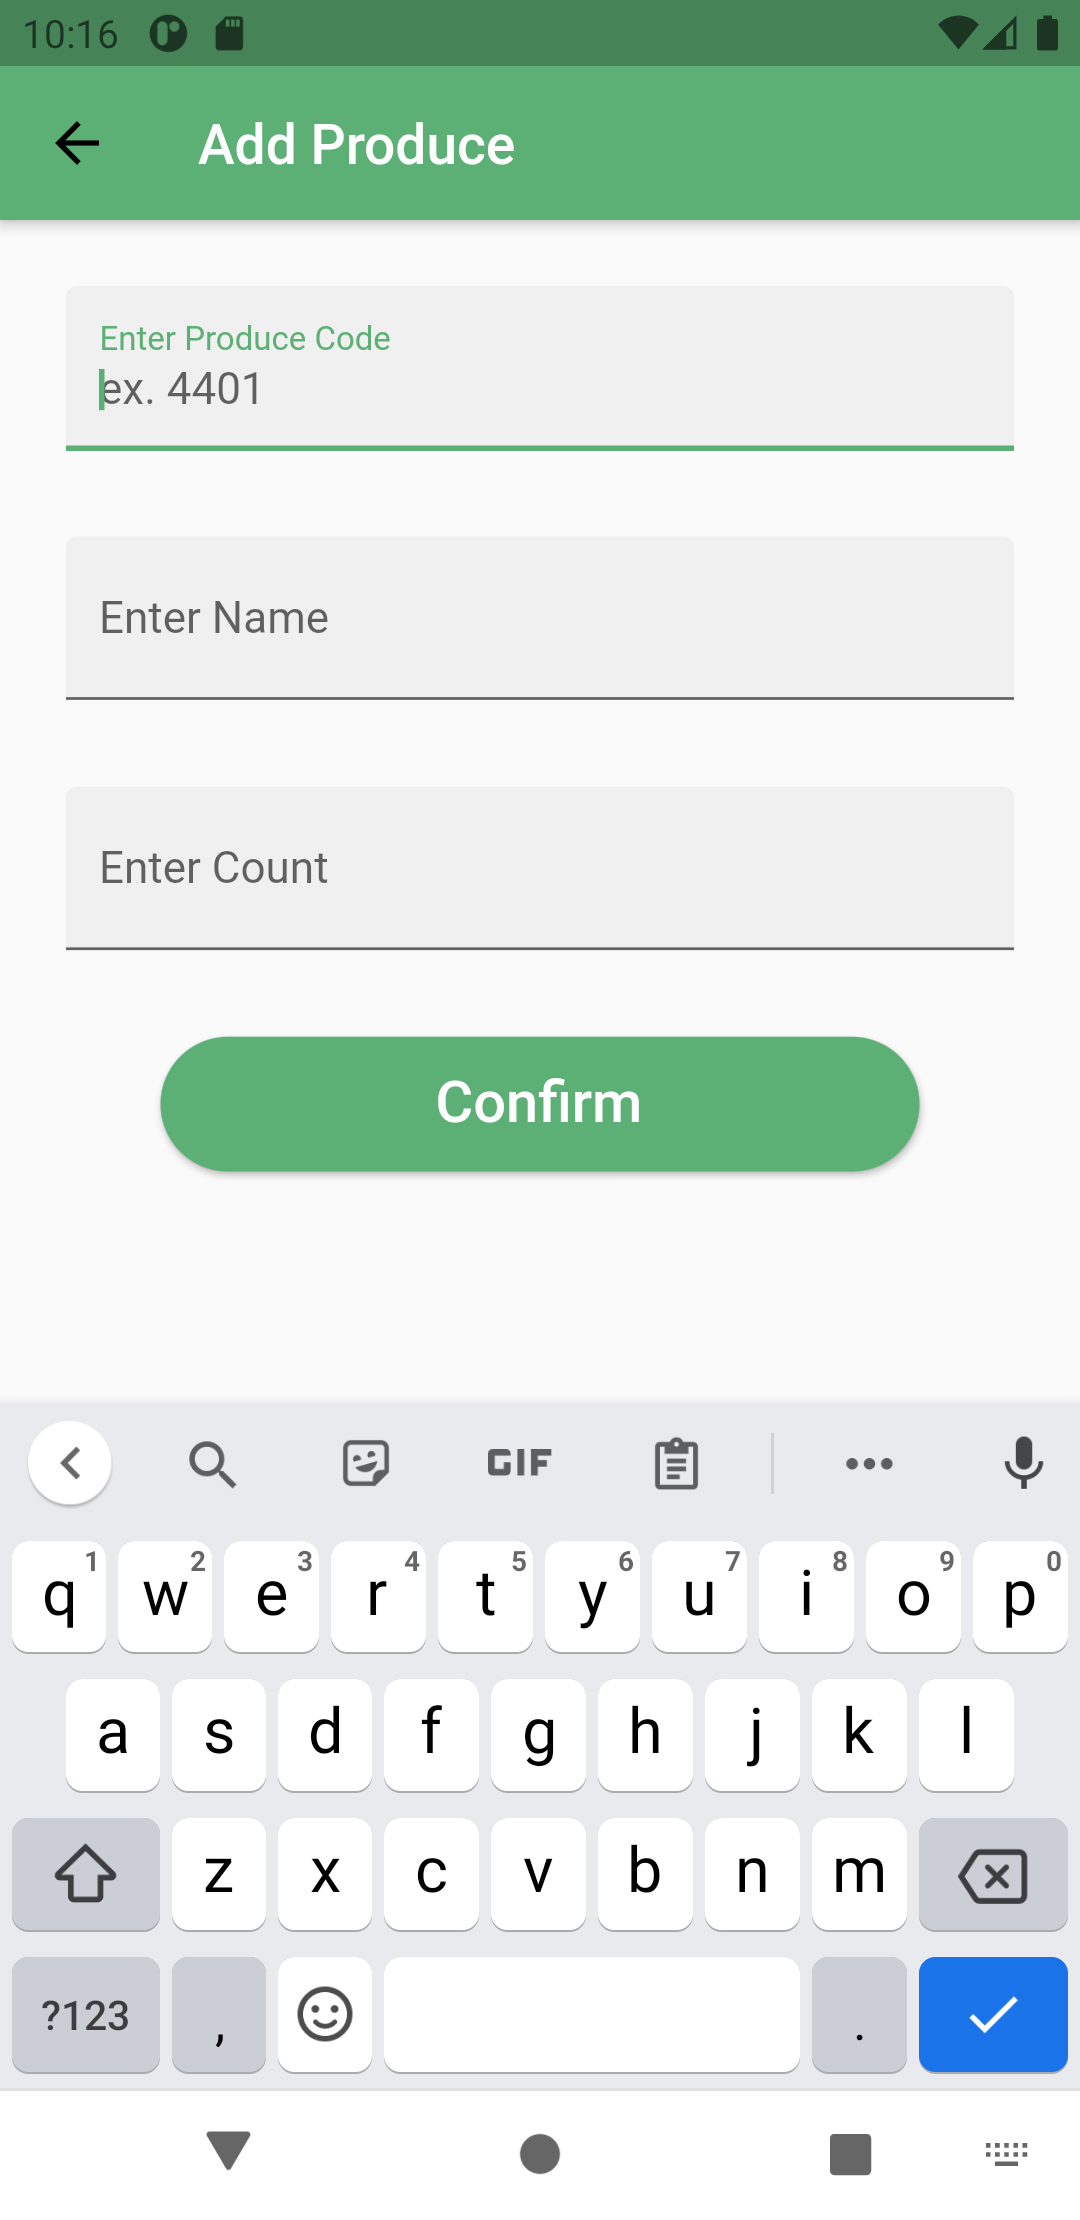 10:16
Add Produce
Enter Produce Code
ex. 4401
Enter Name
Enter Count
Confirm
GIF
q 1 w 2 e 3 r 4 t 5 y 6 u 7 i 8 o 9 p 0
a s d f g h j k l
z x c v b n m
?123 , .